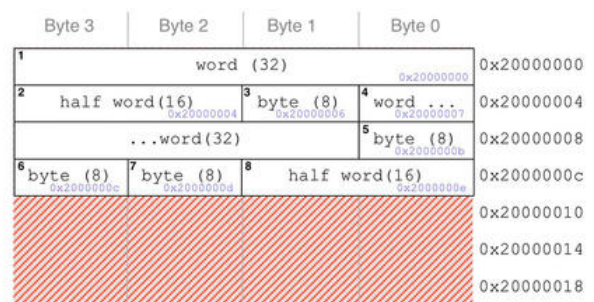 Byte 3 Byte 2 Byte 1 Byte 0
1 word (32) 0x20000000 0x20000000
2 half word(16) 0x20000004 3 byte (8) 0x20000006 4 word ... 0x20000007 0x20000004
...word(32) 5 byte (8) 0x2000000b 0x20000008
6 byte (8) 0x2000000c 7 byte (8) 0x2000000d 8 half word(16) 0x2000000e 0x2000000c
0x20000010
0x20000014
0x20000018